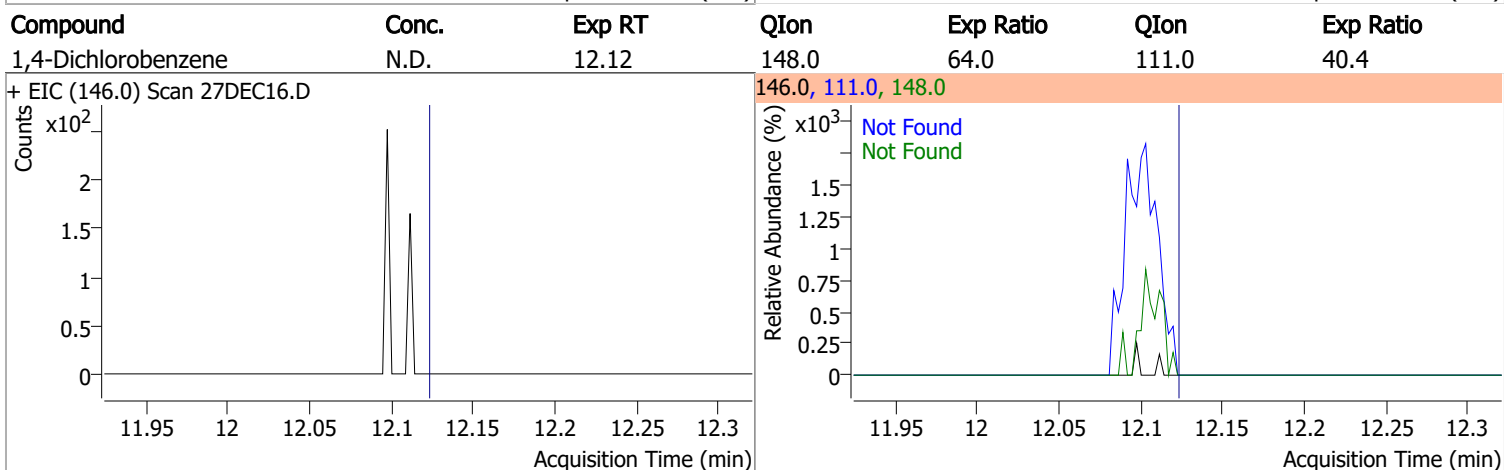 Compound Conc. Exp RT QIon Exp Ratio QIon Exp Ratio
1,4-Dichlorobenzene N.D. 12.12 148.0 64.0 111.0 40.4
+ EIC (146.0) Scan 27DEC16.D
Counts
x10²
2
1.5
1
0.5
0
11.95 12 12.05 12.1 12.15 12.2 12.25 12.3
Acquisition Time (min)
146.0, 111.0, 148.0
Relative Abundance (%)
x10³
Not Found
Not Found
1.5
1.25
1
0.75
0.5
0.25
0
11.95 12 12.05 12.1 12.15 12.2 12.25 12.3
Acquisition Time (min)